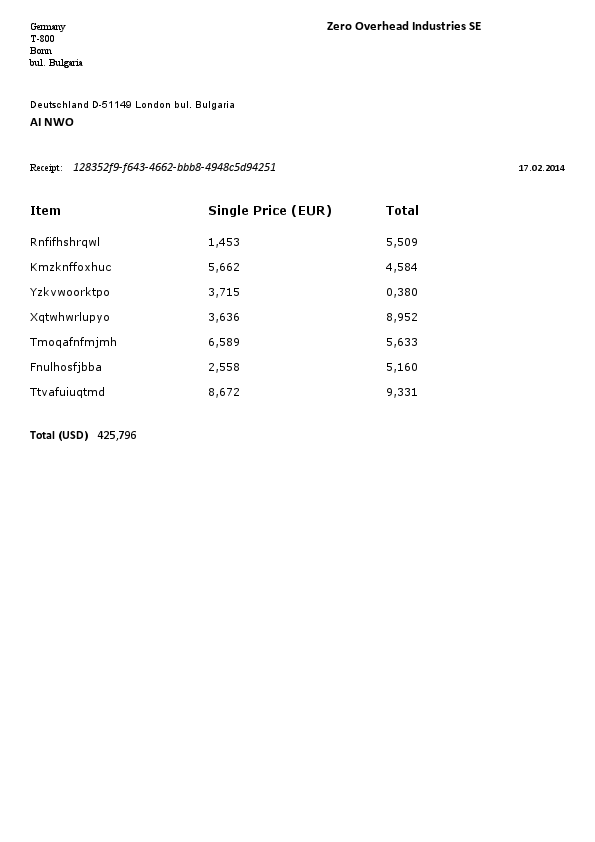 Germany
T-800
Bonn
bul. Bulgaria
Zero Overhead Industries SE
Deutschland D-51149 London bul. Bulgaria
AI NWO
Receipt: 128352f9-f643-4662-bbb8-4948c5d94251 17.02.2014
Item Single Price (EUR) Total
Rnfifhshrqwl 1,453 5,509
Kmzknffoxhuc 5,662 4,584
Yzkvwoorktpo 3,715 0,380
Xqtwhwrlupyo 3,636 8,952
Tmoqafnfmjmh 6,589 5,633
Fnulhosfjbba 2,558 5,160
Ttvafuiuqtmd 8,672 9,331
Total (USD) 425,796